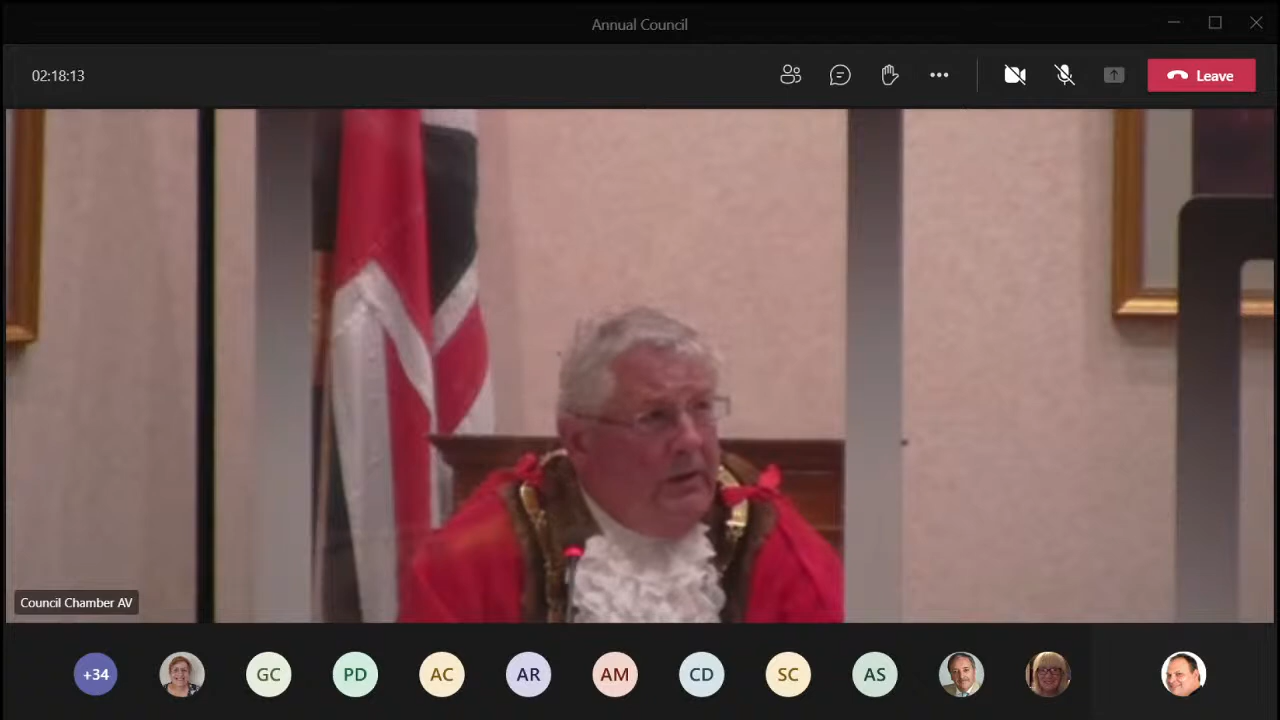 Annual Council
02:18:13
Leave
Council Chamber AV
+34
GC
PD
AC
AR
AM
CD
SC
AS